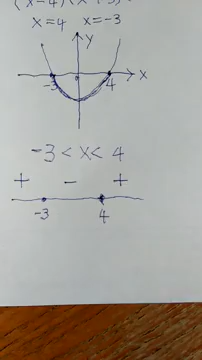 x=4 x=-3
Y
X
-3 4
-3 < x < 4
+ - +
-3 4